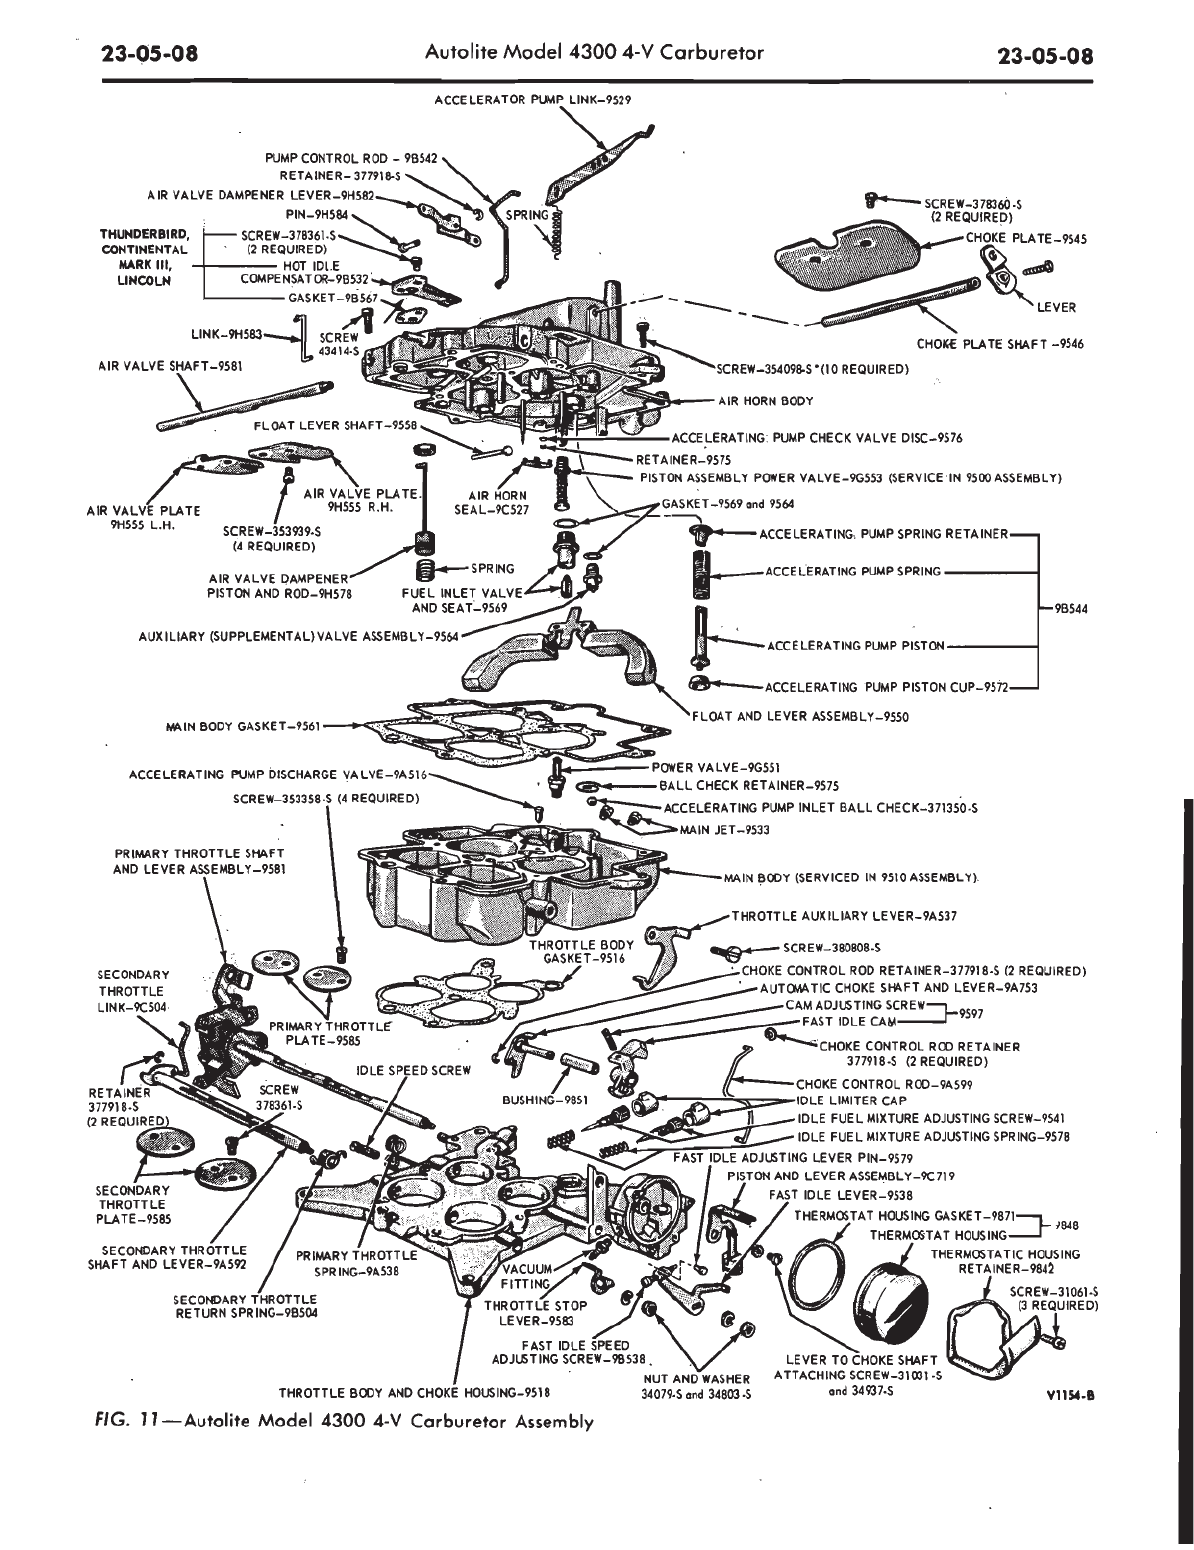 23-05-08
Autolite Model 4300 4-V Carburetor
23-05-08
ACCELERATOR PUMP LINK-9529
PUMP CONTROL ROD - 9B542
RETAINER-377918-S
AIR VALVE DAMPENER LEVER-9H582
PIN-9H584
SPRING
THUNDERBIRD,
CONTINENTAL
MARK III,
LINCOLN
SCREW-378361-S
(2 REQUIRED)
HOT IDLE
COMPENSATOR-9B532
GASKET-9B567
SCREW-378360-S
(2 REQUIRED)
CHOKE PLATE-9545
LEVER
CHOKE PLATE SHAFT -9546
LINK-9H583
SCREW
43414-S
AIR VALVE SHAFT-9581
SCREW-354098-S (10 REQUIRED)
AIR HORN BODY
FLOAT LEVER SHAFT-9558
ACCELERATING PUMP CHECK VALVE DISC-9576
RETAINER-9575
PISTON ASSEMBLY POWER VALVE-9G553 (SERVICE IN 9500 ASSEMBLY)
AIR VALVE PLATE
9H555 L.H.
AIR VALVE PLATE
9H555 R.H.
AIR HORN
SEAL-9C527
GASKET-9569 and 9564
SCREW-353939-S
(4 REQUIRED)
ACCELERATING PUMP SPRING RETAINER
AIR VALVE DAMPENER
PISTON AND ROD-9H578
SPRING
FUEL INLET VALVE
AND SEAT-9569
ACCELERATING PUMP SPRING
9B544
AUXILIARY (SUPPLEMENTAL) VALVE ASSEMBLY-9564
ACCELERATING PUMP PISTON
ACCELERATING PUMP PISTON CUP-9572
FLOAT AND LEVER ASSEMBLY-9550
MAIN BODY GASKET-9561
POWER VALVE-9G551
ACCELERATING PUMP DISCHARGE VALVE-9A516
BALL CHECK RETAINER-9575
SCREW-353358-S (4 REQUIRED)
ACCELERATING PUMP INLET BALL CHECK-371350-S
MAIN JET-9533
PRIMARY THROTTLE SHAFT
AND LEVER ASSEMBLY-9581
MAIN BODY (SERVICED IN 9510 ASSEMBLY)
THROTTLE AUXILIARY LEVER-9A537
THROTTLE BODY
GASKET-9516
SCREW-380808-S
SECONDARY
THROTTLE
LINK-9C504
CHOKE CONTROL ROD RETAINER-377918-S (2 REQUIRED)
AUTOMATIC CHOKE SHAFT AND LEVER-9A753
CAM ADJUSTING SCREW
FAST IDLE CAM
9597
PRIMARY THROTTLE
PLATE-9585
CHOKE CONTROL ROD RETAINER
377918-S (2 REQUIRED)
IDLE SPEED SCREW
RETAINER
377918-S
(2 REQUIRED)
SCREW
378361-S
BUSHING-9851
CHOKE CONTROL ROD-9A599
IDLE LIMITER CAP
IDLE FUEL MIXTURE ADJUSTING SCREW-9541
IDLE FUEL MIXTURE ADJUSTING SPRING-9578
FAST IDLE ADJUSTING LEVER PIN-9579
PISTON AND LEVER ASSEMBLY-9C719
FAST IDLE LEVER-9538
SECONDARY
THROTTLE
PLATE-9585
THERMOSTAT HOUSING GASKET-9871
THERMOSTAT HOUSING
9848
THERMOSTATIC HOUSING
RETAINER-9842
SECONDARY THROTTLE
SHAFT AND LEVER-9A592
PRIMARY THROTTLE
SPRING-9A538
VACUUM
FITTING
SCREW-31061-S
(3 REQUIRED)
SECONDARY THROTTLE
RETURN SPRING-9B504
THROTTLE STOP
LEVER-9583
FAST IDLE SPEED
ADJUSTING SCREW-9B538
LEVER TO CHOKE SHAFT
ATTACHING SCREW-31001-S
and 34937-S
NUT AND WASHER
34079-S and 34803-S
THROTTLE BODY AND CHOKE HOUSING-9518
V1154-B
FIG. 11—Autolite Model 4300 4-V Carburetor Assembly